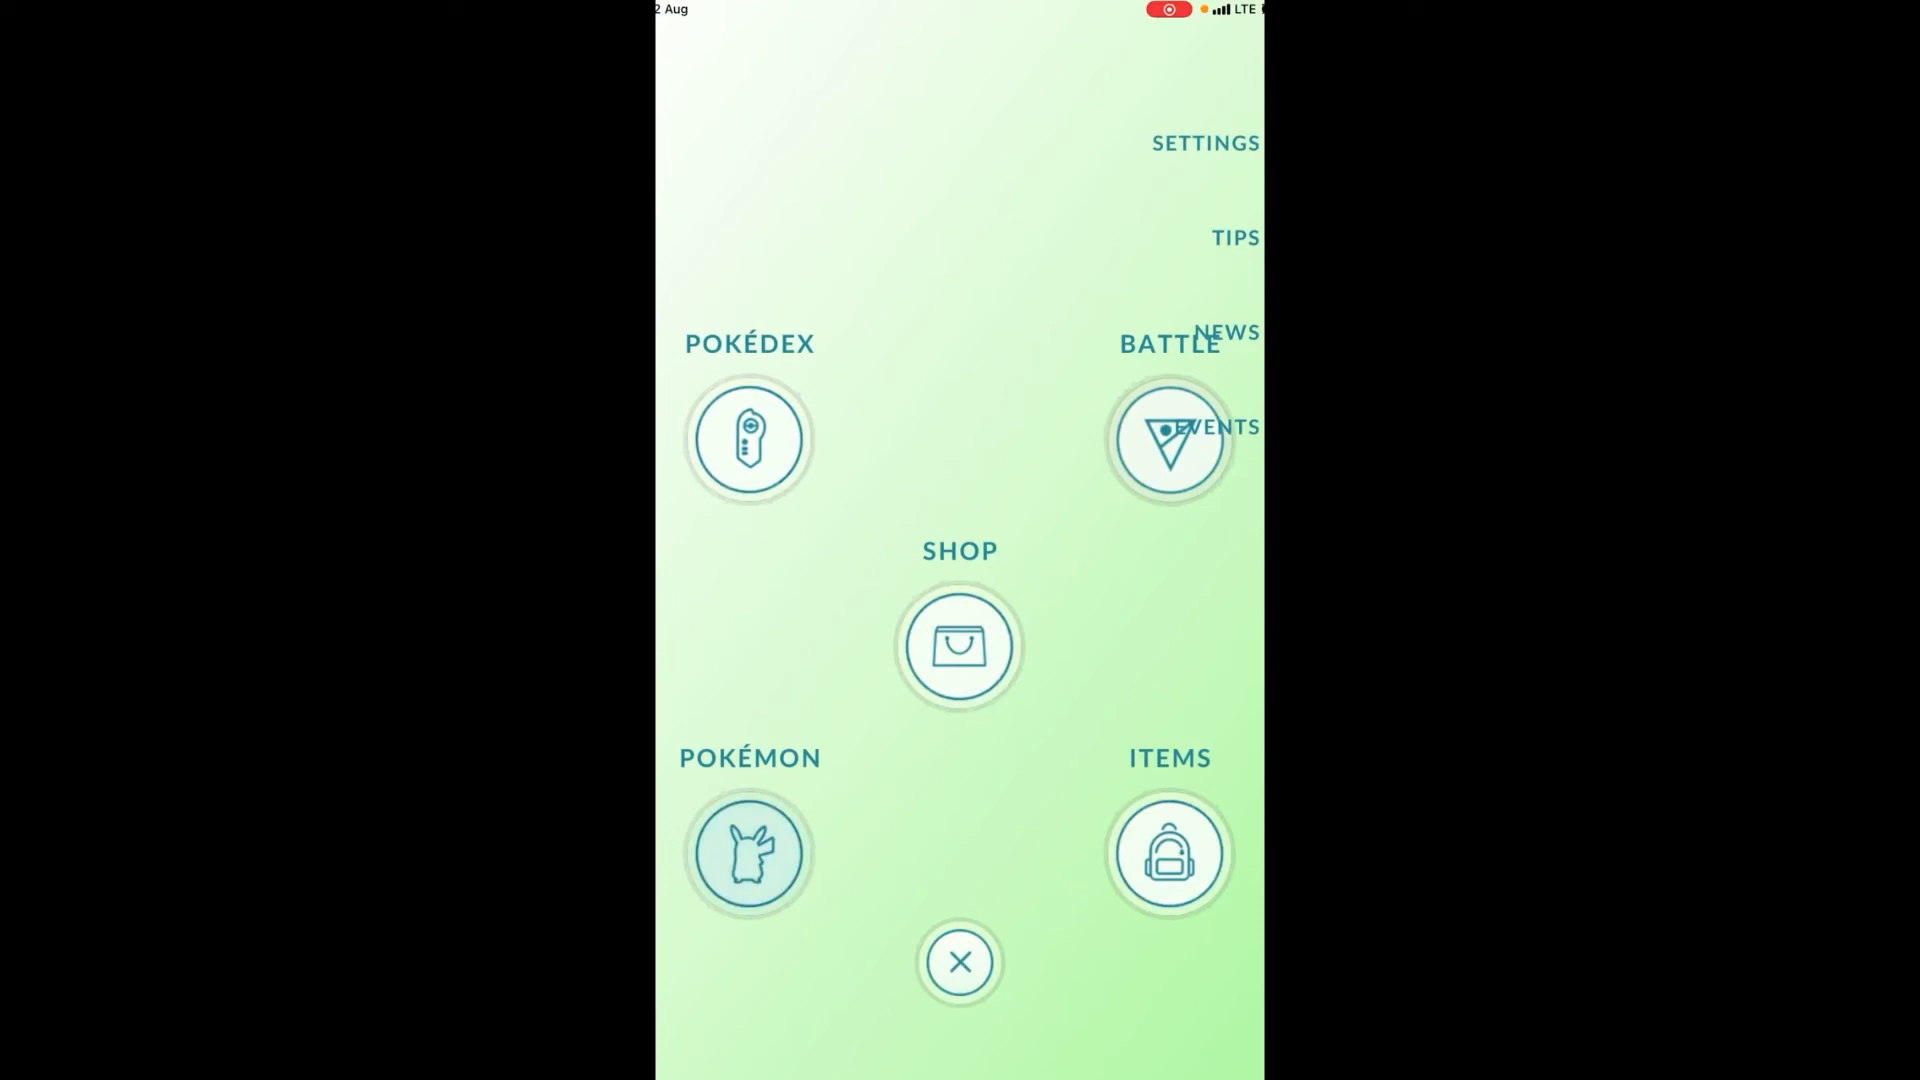 2 Aug
LTE
SETTINGS
TIPS
NEWS
POKÉDEX
BATTLE
EVENTS
SHOP
POKÉMON
ITEMS